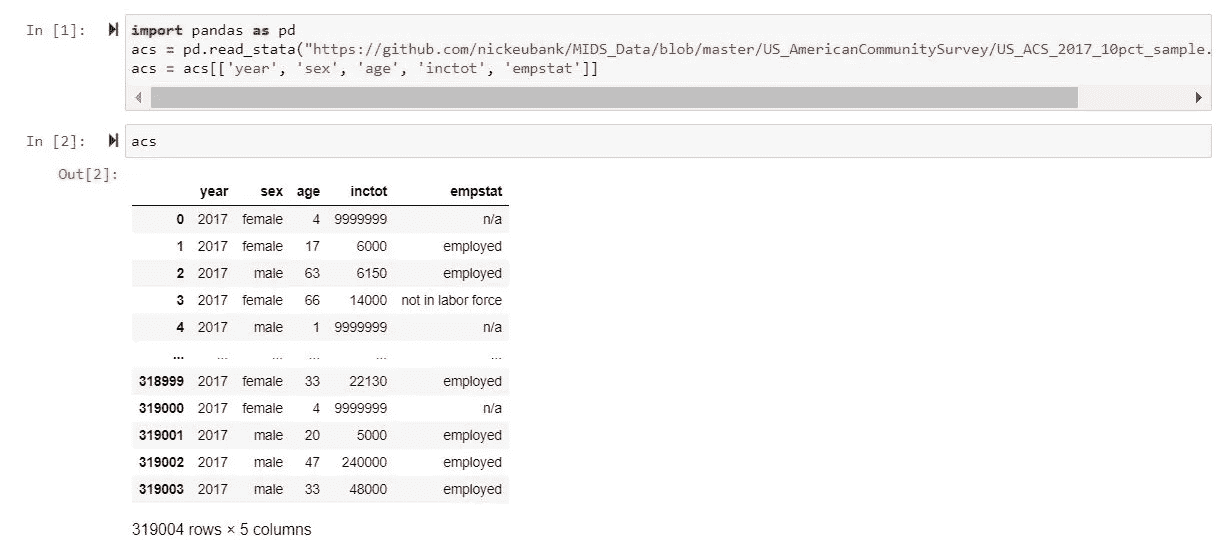 In [1]: import pandas as pd
acs = pd.read_stata("https://github.com/nickeubank/MIDS_Data/blob/master/US_AmericanCommunitySurvey/US_ACS_2017_10pct_sample.
acs = acs[['year', 'sex', 'age', 'inctot', 'empstat']]
In [2]: acs
Out[2]:
year sex age inctot empstat
0 2017 female 4 9999999 n/a
1 2017 female 17 6000 employed
2 2017 male 63 6150 employed
3 2017 female 66 14000 not in labor force
4 2017 male 1 9999999 n/a
... ... ... ... ... ...
318999 2017 female 33 22130 employed
319000 2017 female 4 9999999 n/a
319001 2017 male 20 5000 employed
319002 2017 male 47 240000 employed
319003 2017 male 33 48000 employed
319004 rows × 5 columns